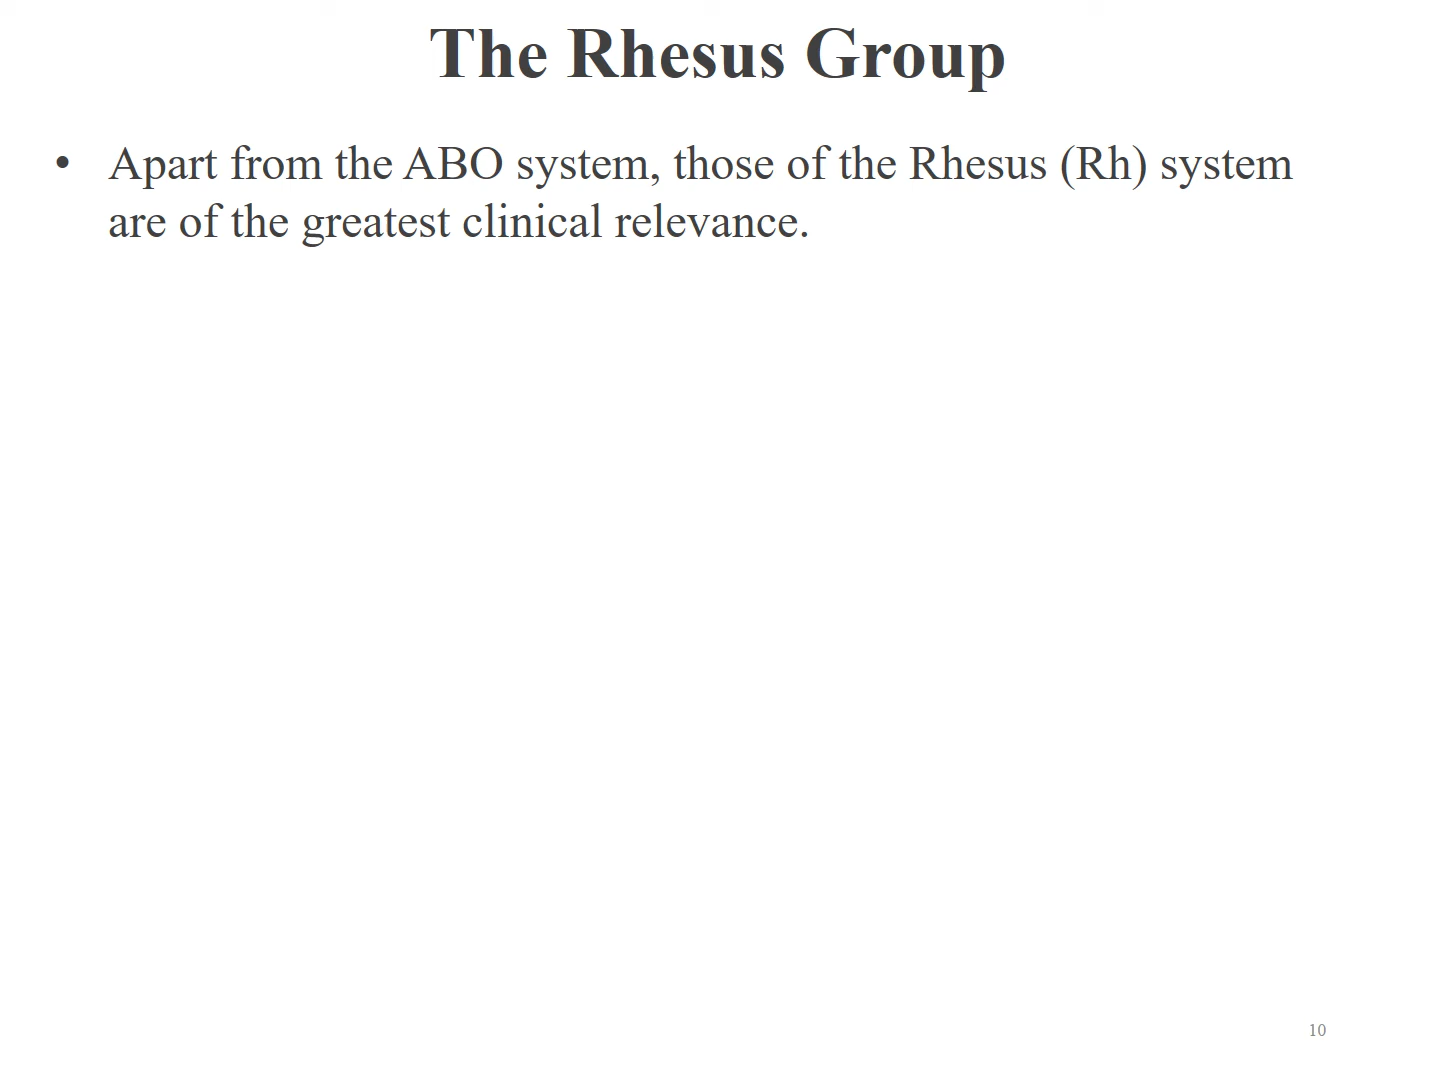 The Rhesus Group
• Apart from the ABO system, those of the Rhesus (Rh) system
are of the greatest clinical relevance.
10